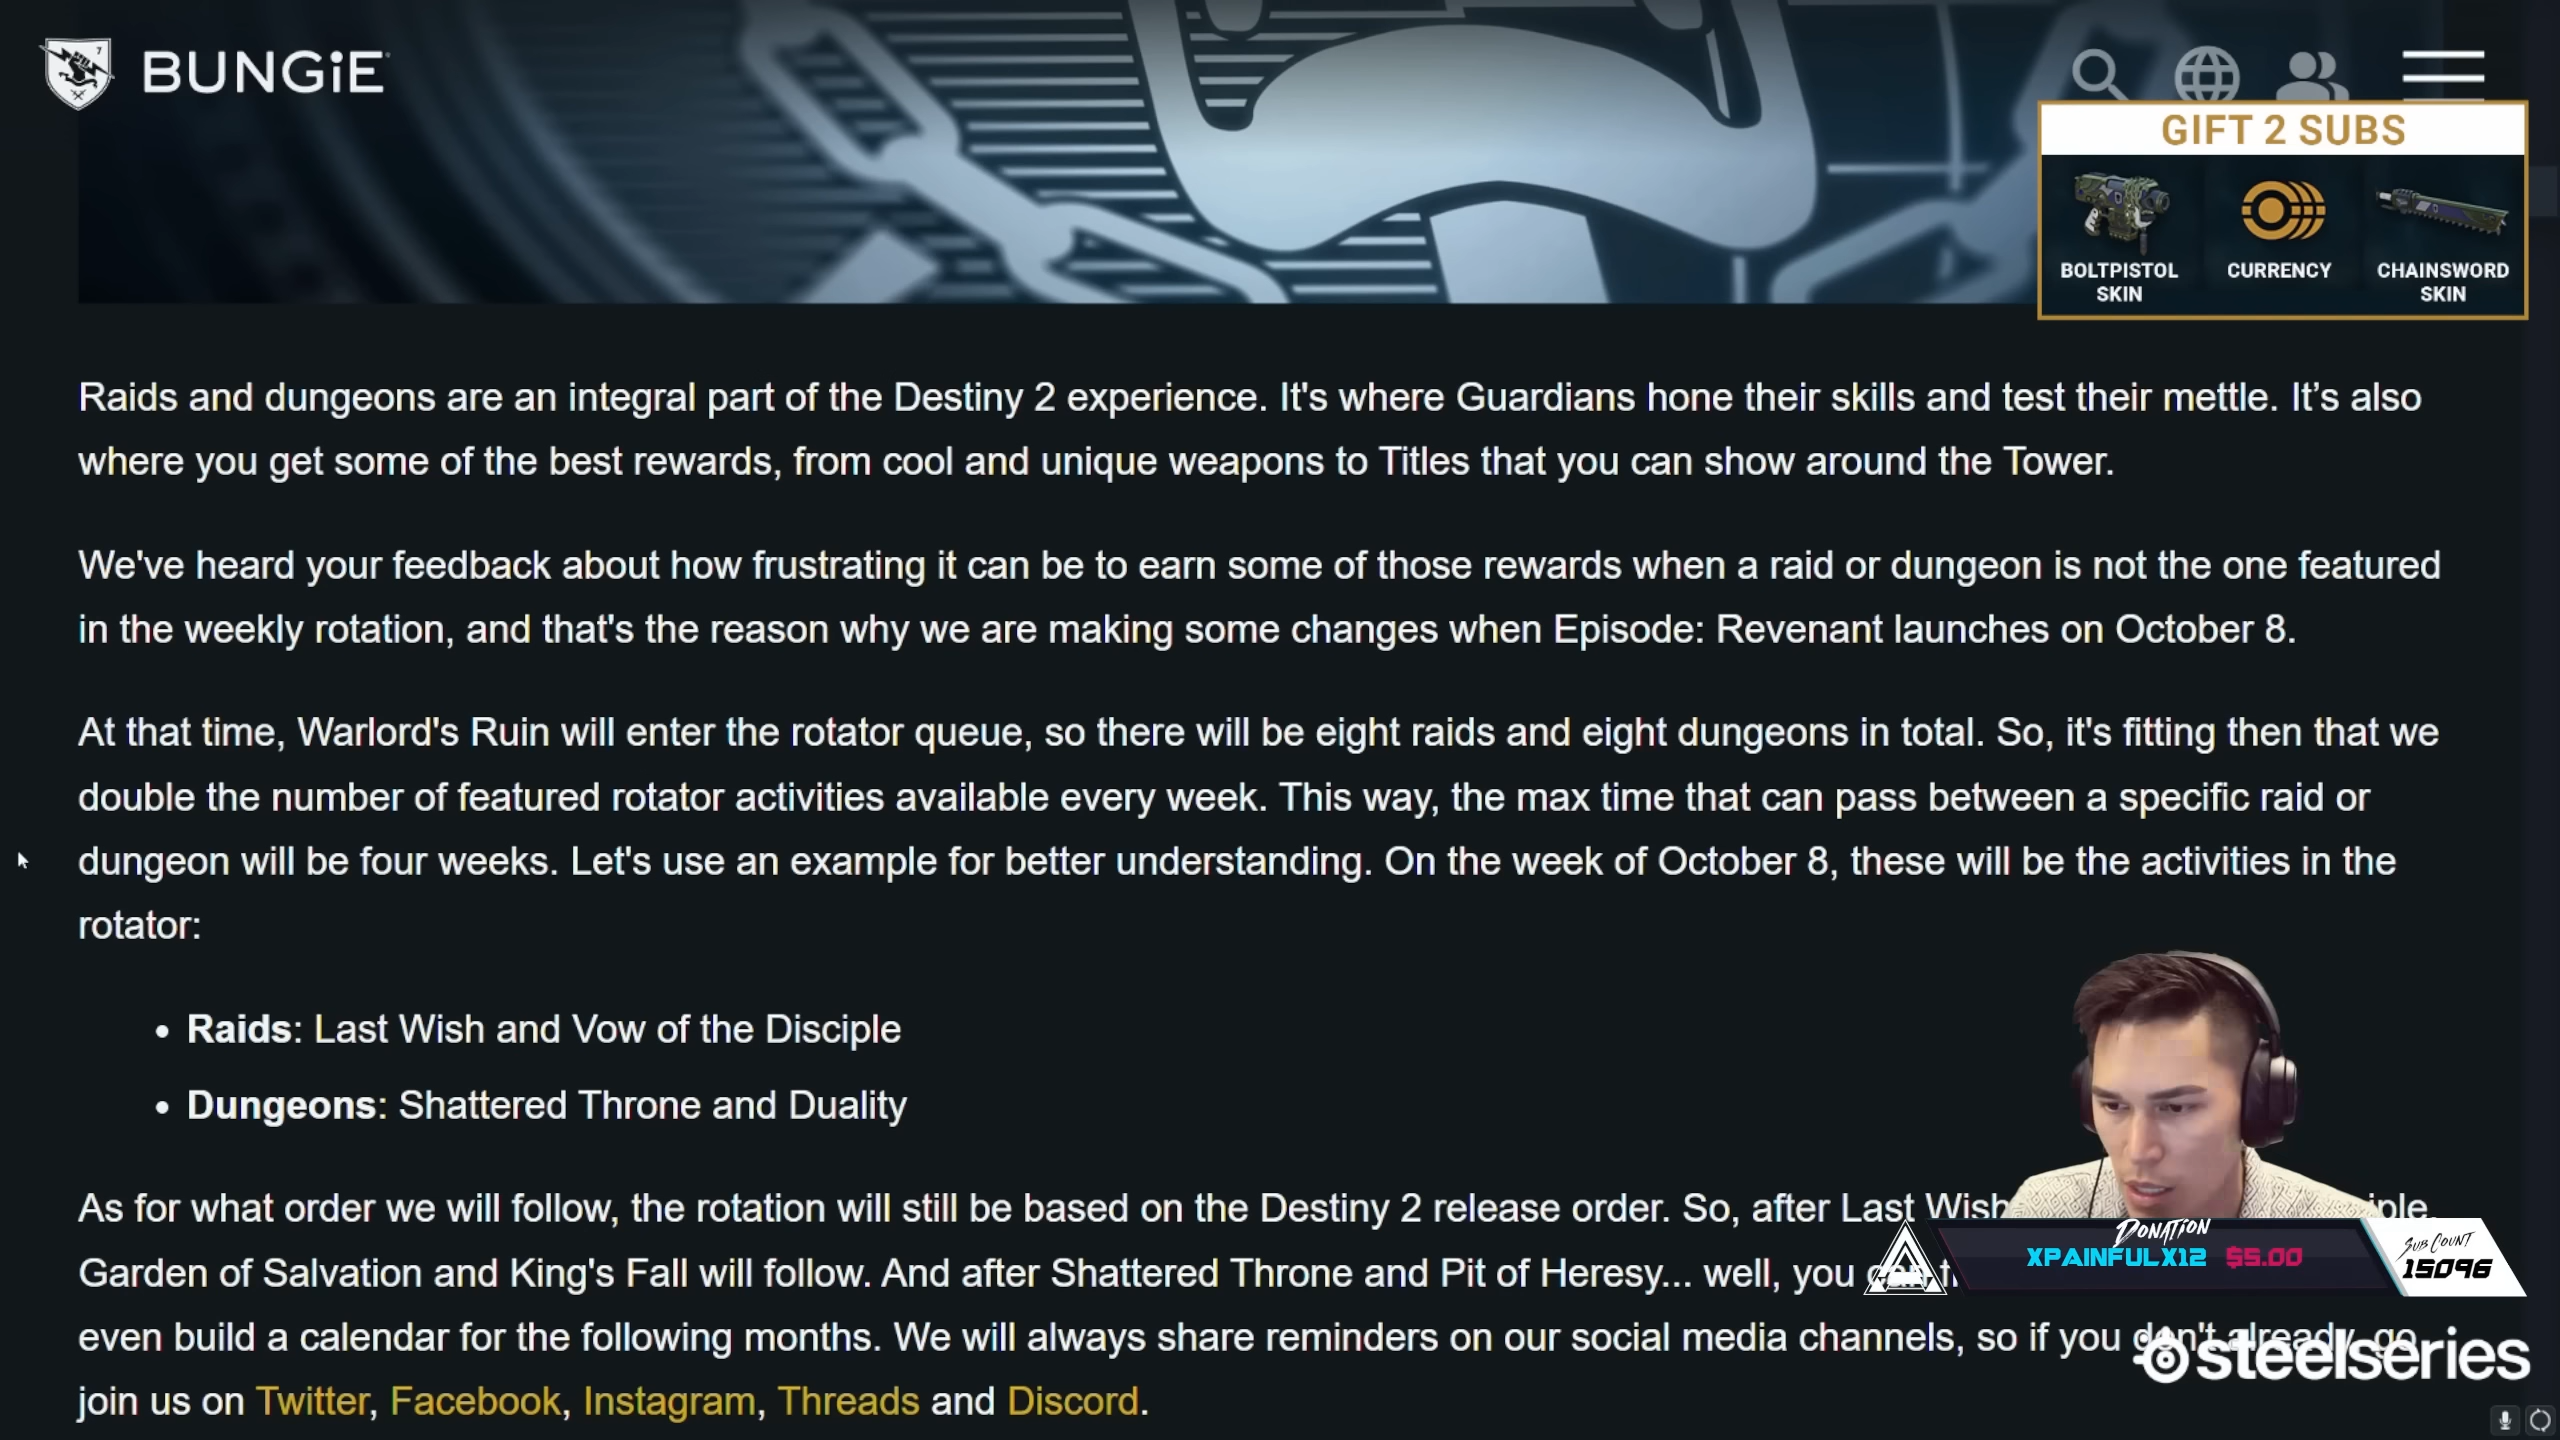 BUNGiE
GIFT 2 SUBS
BOLTPISTOL SKIN
CURRENCY
CHAINSWORD SKIN
Raids and dungeons are an integral part of the Destiny 2 experience. It's where Guardians hone their skills and test their mettle. It’s also
where you get some of the best rewards, from cool and unique weapons to Titles that you can show around the Tower.
We've heard your feedback about how frustrating it can be to earn some of those rewards when a raid or dungeon is not the one featured
in the weekly rotation, and that's the reason why we are making some changes when Episode: Revenant launches on October 8.
At that time, Warlord's Ruin will enter the rotator queue, so there will be eight raids and eight dungeons in total. So, it's fitting then that we
double the number of featured rotator activities available every week. This way, the max time that can pass between a specific raid or
dungeon will be four weeks. Let's use an example for better understanding. On the week of October 8, these will be the activities in the
rotator:
• Raids: Last Wish and Vow of the Disciple
• Dungeons: Shattered Throne and Duality
As for what order we will follow, the rotation will still be based on the Destiny 2 release order. So, after Last Wish
Garden of Salvation and King's Fall will follow. And after Shattered Throne and Pit of Heresy... well, you
even build a calendar for the following months. We will always share reminders on our social media channels, so if you don't already, go
join us on Twitter, Facebook, Instagram, Threads and Discord.
DONATION
XPAINFULX12 $5.00
SUB COUNT
15096
steelseries